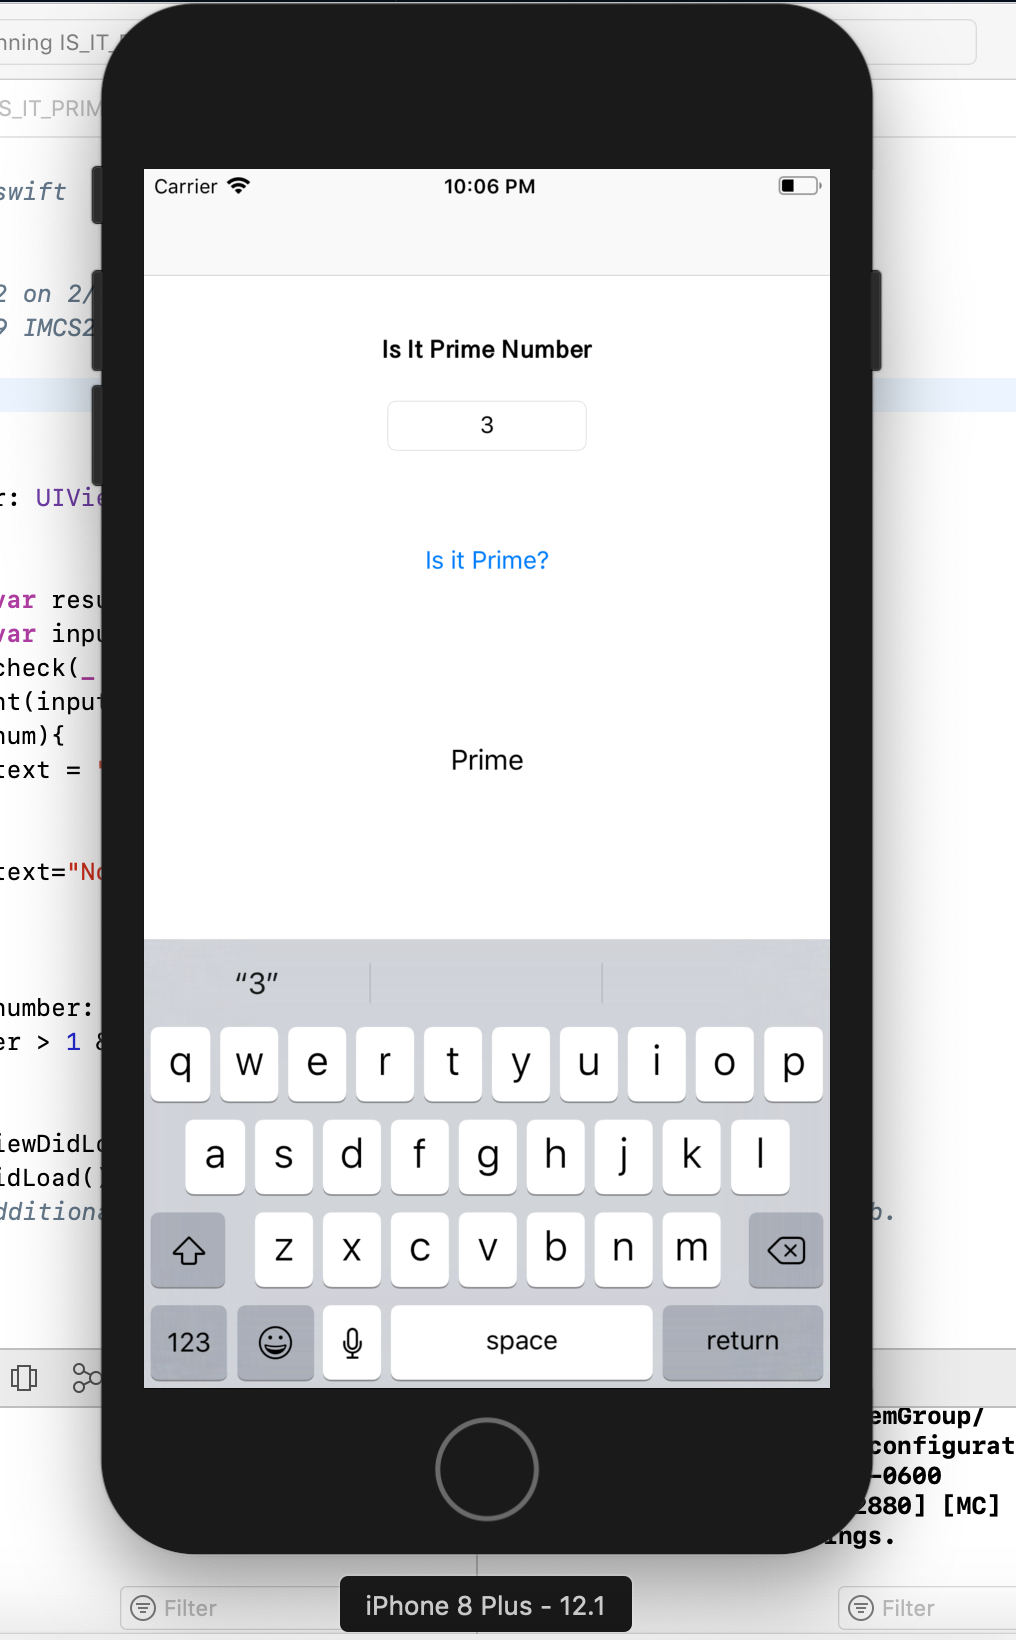 nning IS_IT_P
S_IT_PRIM
Carrier 10:06 PM
swift
2 on 2/
9 IMCS2
Is It Prime Number
3
r: UIVie
Is it Prime?
var resu
var inpu
check(_
nt(input
num){
text = "
Prime
text="No
"3"
number:
er > 1 &
q w e r t y u i o p
iewDidLo
a s d f g h j k l
idLoad()
dditiona
b.
z x c v b n m
123 space return
emGroup/
configurat
-0600
2880] [MC]
ings.
Filter
iPhone 8 Plus - 12.1
Filter